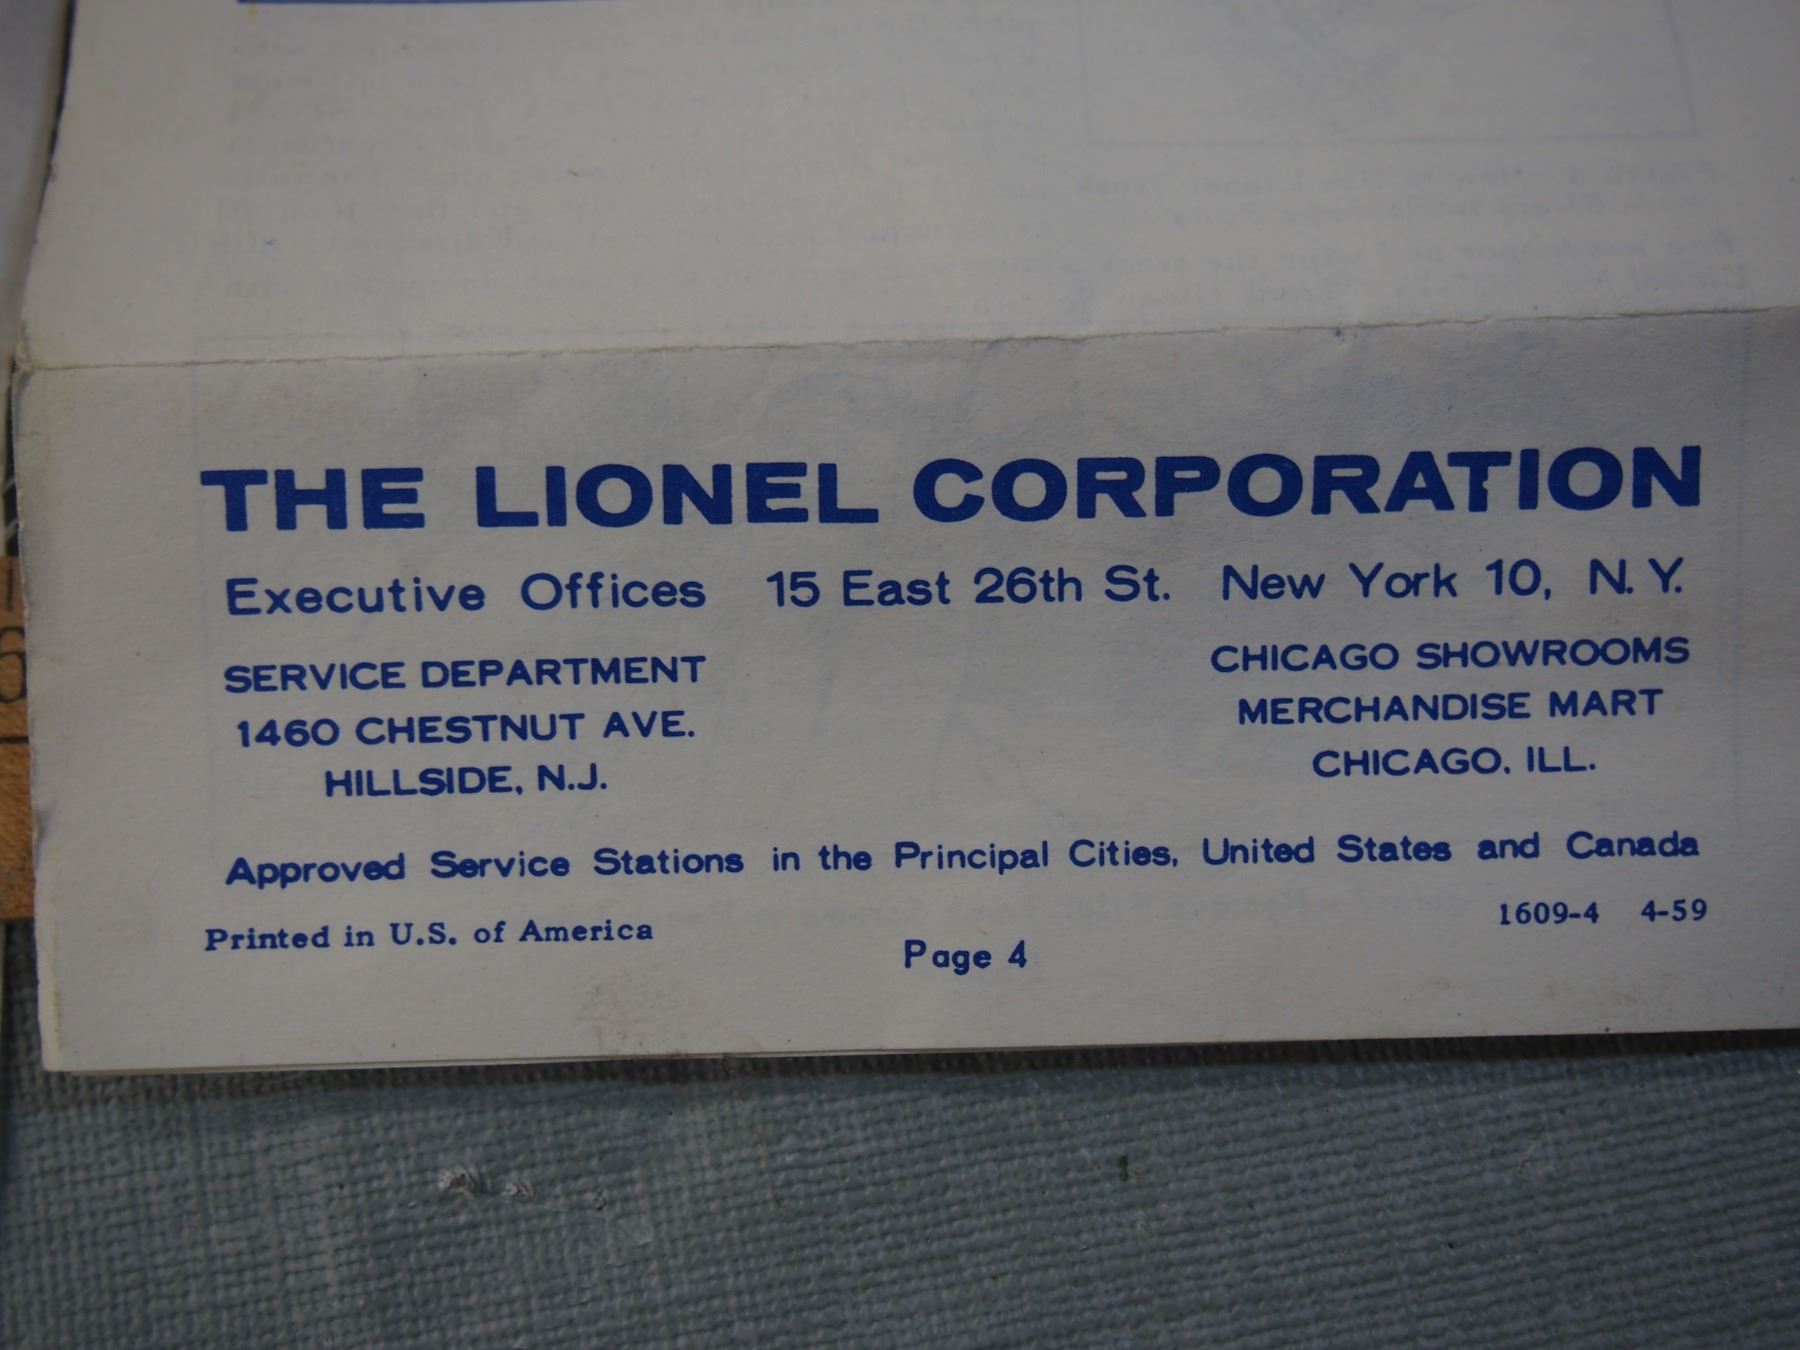 THE LIONEL CORPORATION
Executive Offices 15 East 26th St. New York 10, N.Y.
SERVICE DEPARTMENT
1460 CHESTNUT AVE.
HILLSIDE, N.J.
CHICAGO SHOWROOMS
MERCHANDISE MART
CHICAGO. ILL.
Approved Service Stations in the Principal Cities, United States and Canada
Printed in U.S. of America
1609-4 4-59
Page 4